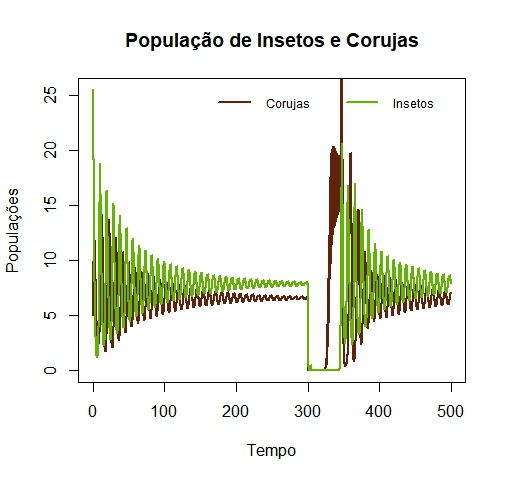 População de Insetos e Corujas
Corujas Insetos
25
20
15
10
5
0
Populações
0 100 200 300 400 500
Tempo